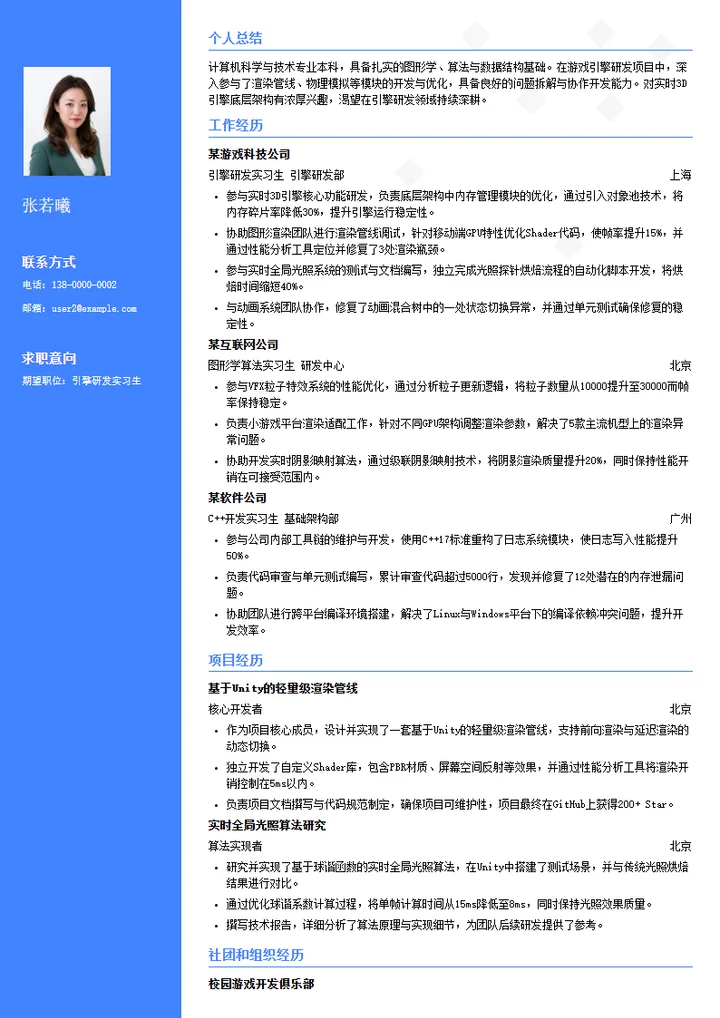 张若曦
联系方式
电话：138-0000-0002
邮箱：user2@example.com
求职意向
期望职位：引擎研发实习生
个人总结
计算机科学与技术专业本科，具备扎实的图形学、算法与数据结构基础。在游戏引擎研发项目中，深
入参与了渲染管线、物理模拟等模块的开发与优化，具备良好的问题拆解与协作开发能力。对实时3D
引擎底层架构有浓厚兴趣，渴望在引擎研发领域持续深耕。
工作经历
某游戏科技公司
引擎研发实习生 引擎研发部 上海
• 参与实时3D引擎核心功能研发，负责底层架构中内存管理模块的优化，通过引入对象池技术，将
内存碎片率降低30%，提升引擎运行稳定性。
• 协助图形渲染团队进行渲染管线调试，针对移动端GPU特性优化Shader代码，使帧率提升15%，并
通过性能分析工具定位并修复了3处渲染瓶颈。
• 参与实时全局光照系统的测试与文档编写，独立完成光照探针烘焙流程的自动化脚本开发，将烘
焙时间缩短40%。
• 与动画系统团队协作，修复了动画混合树中的一处状态切换异常，并通过单元测试确保修复的稳
定性。
某互联网公司
图形学算法实习生 研发中心 北京
• 参与VFX粒子特效系统的性能优化，通过分析粒子更新逻辑，将粒子数量从10000提升至30000而帧
率保持稳定。
• 负责小游戏平台渲染适配工作，针对不同GPU架构调整渲染参数，解决了5款主流机型上的渲染异
常问题。
• 协助开发实时阴影映射算法，通过级联阴影映射技术，将阴影渲染质量提升20%，同时保持性能开
销在可接受范围内。
某软件公司
C++开发实习生 基础架构部 广州
• 参与公司内部工具链的维护与开发，使用C++17标准重构了日志系统模块，使日志写入性能提升
50%。
• 负责代码审查与单元测试编写，累计审查代码超过5000行，发现并修复了12处潜在的内存泄漏问
题。
• 协助团队进行跨平台编译环境搭建，解决了Linux与Windows平台下的编译依赖冲突问题，提升开
发效率。
项目经历
基于Unity的轻量级渲染管线
核心开发者 北京
• 作为项目核心成员，设计并实现了一套基于Unity的轻量级渲染管线，支持前向渲染与延迟渲染的
动态切换。
• 独立开发了自定义Shader库，包含PBR材质、屏幕空间反射等效果，并通过性能分析工具将渲染开
销控制在5ms以内。
• 负责项目文档撰写与代码规范制定，确保项目可维护性，项目最终在GitHub上获得200+ Star。
实时全局光照算法研究
算法实现者 北京
• 研究并实现了基于球谐函数的实时全局光照算法，在Unity中搭建了测试场景，并与传统光照烘焙
结果进行对比。
• 通过优化球谐系数计算过程，将单帧计算时间从15ms降低至8ms，同时保持光照效果质量。
• 撰写技术报告，详细分析了算法原理与实现细节，为团队后续研发提供了参考。
社团和组织经历
校园游戏开发俱乐部